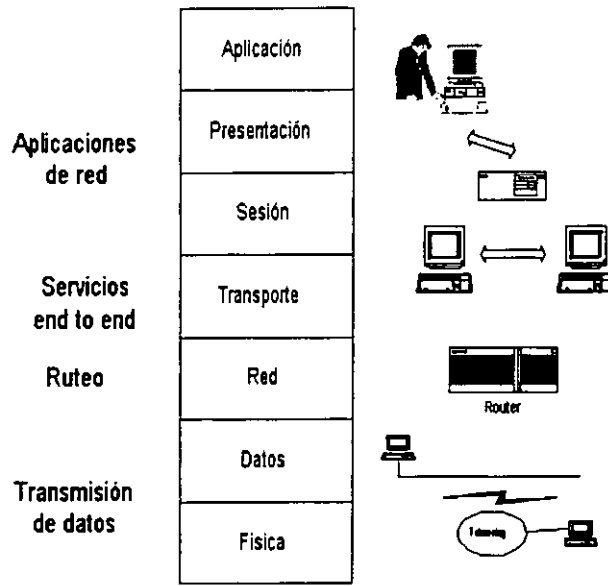 Aplicación
Presentación
Aplicaciones
de red
Sesión
Servicios
end to end
Transporte
Ruteo
Red
Router
Datos
Transmisión
de datos
Física